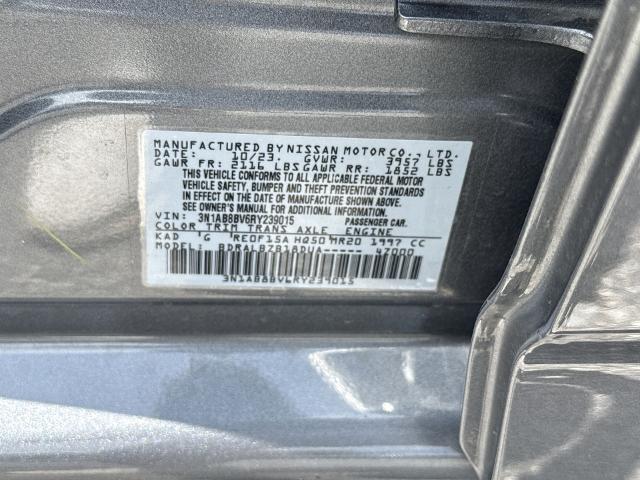 MANUFACTURED BY NISSAN MOTOR CO., LTD.
DATE: 10/23 GVWR: 3957 LBS
GAWR FR: 2116 LBS GAWR RR: 1852 LBS
THIS VEHICLE CONFORMS TO ALL APPLICABLE FEDERAL MOTOR
VEHICLE SAFETY, BUMPER AND THEFT PREVENTION STANDARDS
IN EFFECT ON THE DATE OF MANUFACTURE SHOWN ABOVE.
SEE OWNER'S MANUAL FOR ADDITIONAL INFORMATION.
VIN: 3N1AB8BV6RY239015 PASSENGER CAR.
COLOR TRIM TRANS AXLE ENGINE
KAD G RE0F15A HQ50 MR20 1997 CC
MODEL: BDRALBZB18DUA----- 47000
3N1AB8BV6RY239015